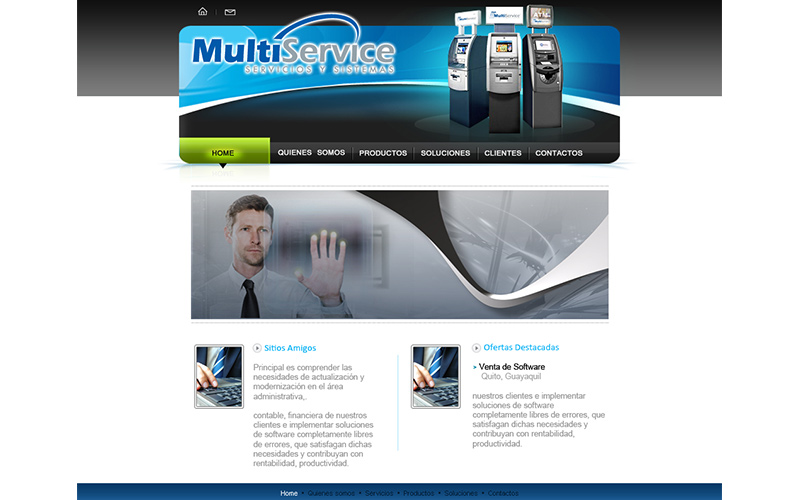 MultiService
SERVICIOS Y SISTEMAS
MultiService
ATM
HOME
QUIENES SOMOS
PRODUCTOS
SOLUCIONES
CLIENTES
CONTACTOS
Sitios Amigos
Principal es comprender las
necesidades de actualización y
modernización en el área
administrativa,.
contable, financiera de nuestros
clientes e implementar soluciones
de software completamente libres
de errores, que satisfagan dichas
necesidades y contribuyan con
rentabilidad, productividad.
Ofertas Destacadas
> Venta de Software
Quito, Guayaquil
nuestros clientes e implementar
soluciones de software
completamente libres de errores, que
satisfagan dichas necesidades y
contribuyan con rentabilidad,
productividad.
Home • Quienes somos • Servicios • Productos • Soluciones • Contactos